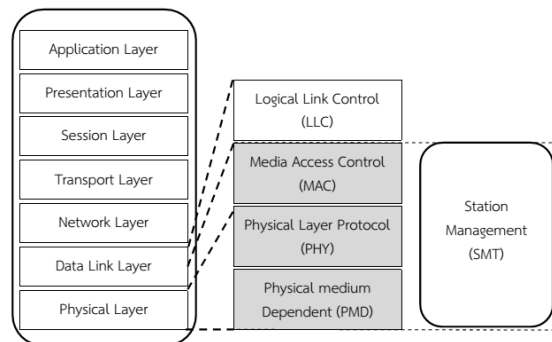 Application Layer
Presentation Layer
Session Layer
Transport Layer
Network Layer
Data Link Layer
Physical Layer
Logical Link Control
(LLC)
Media Access Control
(MAC)
Physical Layer Protocol
(PHY)
Physical medium
Dependent (PMD)
Station
Management
(SMT)